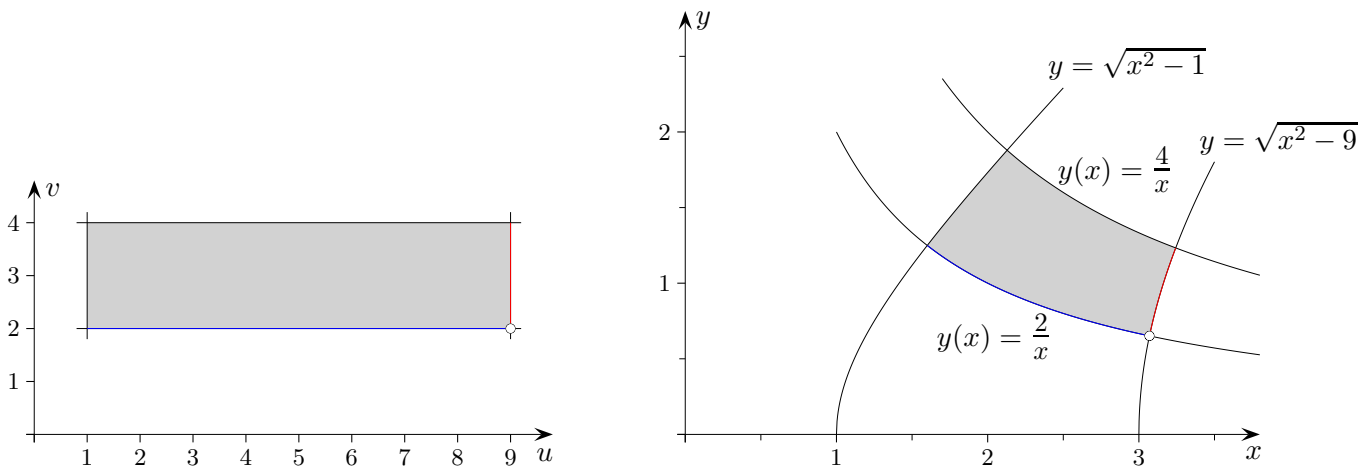 v
4
3
2
1
1 2 3 4 5 6 7 8 9 u
y
y = √(x² − 1)
2
y = √(x² − 9)
y(x) = 4/x
1
y(x) = 2/x
1 2 3 x